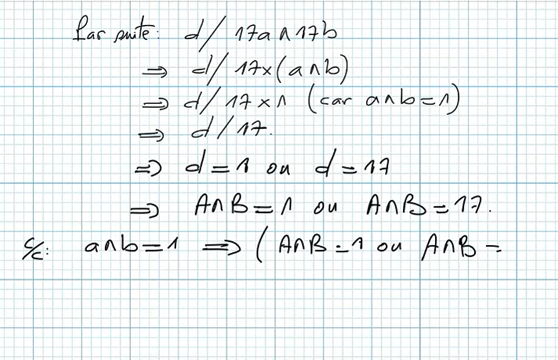 Par suite: d/ 17a∧17b
⇒ d/ 17×(a∧b)
⇒ d/ 17×1 (car a∧b=1)
⇒ d/17.
⇒ d=1 ou d=17
⇒ A∧B=1 ou A∧B=17.
C/C: a∧b=1 ⇒ (A∧B=1 ou A∧B=